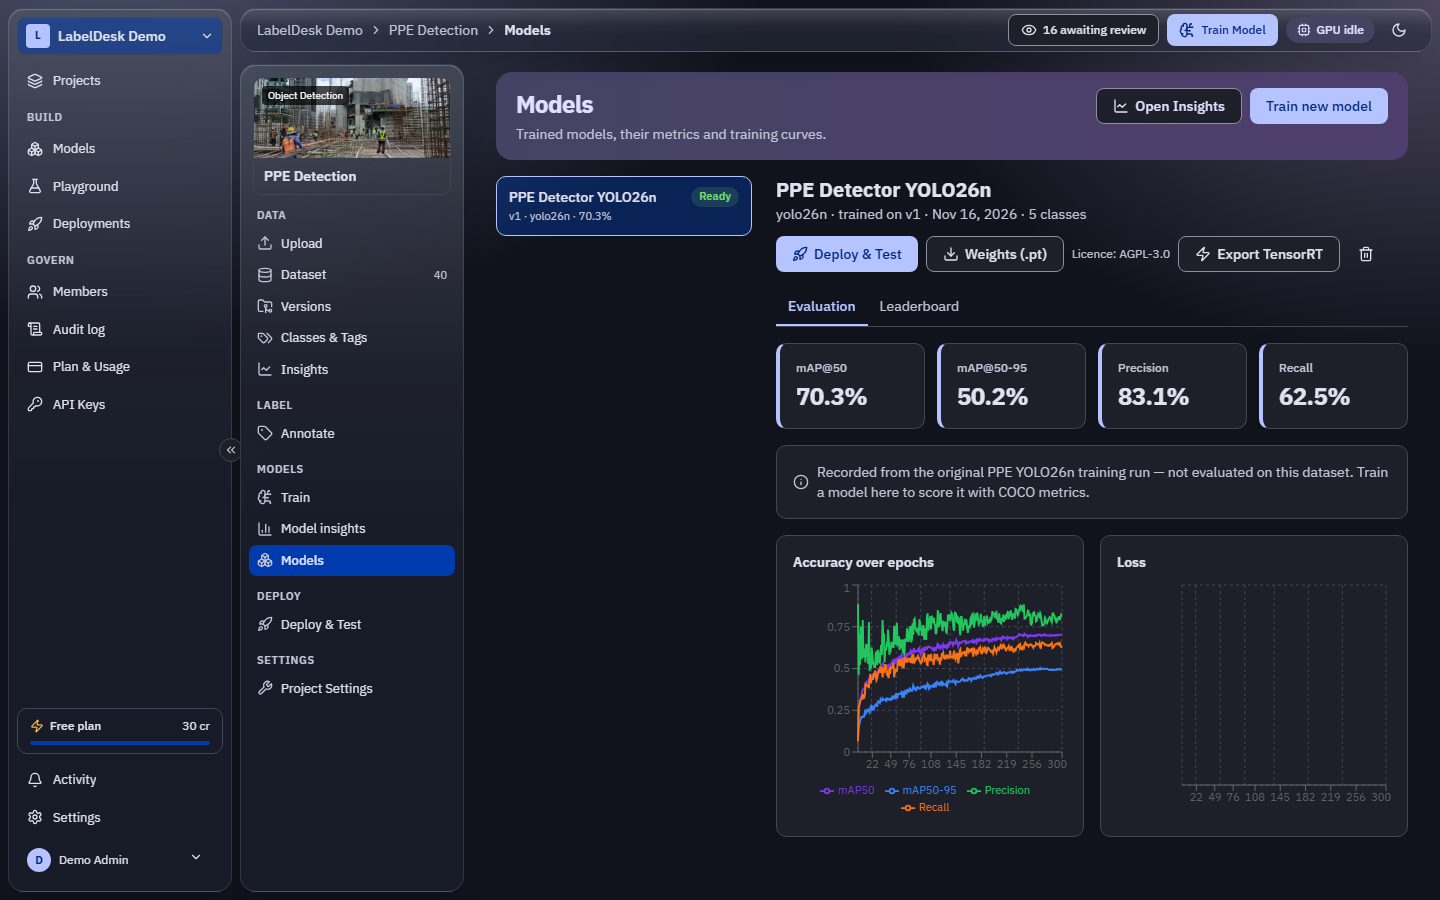 L LabelDesk Demo
Projects
BUILD
Models
Playground
Deployments
GOVERN
Members
Audit log
Plan & Usage
API Keys
Free plan 30 cr
Activity
Settings
D Demo Admin
LabelDesk Demo > PPE Detection > Models
16 awaiting review
Train Model
GPU idle
Object Detection
PPE Detection
DATA
Upload
Dataset 40
Versions
Classes & Tags
Insights
LABEL
Annotate
MODELS
Train
Model insights
Models
DEPLOY
Deploy & Test
SETTINGS
Project Settings
Models
Trained models, their metrics and training curves.
Open Insights
Train new model
PPE Detector YOLO26n Ready
v1 · yolo26n · 70.3%
PPE Detector YOLO26n
yolo26n · trained on v1 · Nov 16, 2026 · 5 classes
Deploy & Test
Weights (.pt)
Licence: AGPL-3.0
Export TensorRT
Evaluation
Leaderboard
mAP@50
70.3%
mAP@50-95
50.2%
Precision
83.1%
Recall
62.5%
Recorded from the original PPE YOLO26n training run — not evaluated on this dataset. Train
a model here to score it with COCO metrics.
Accuracy over epochs
1
0.75
0.5
0.25
0
22 49 76 108 145 182 219 256 300
mAP50 mAP50-95 Precision
Recall
Loss
22 49 76 108 145 182 219 256 300